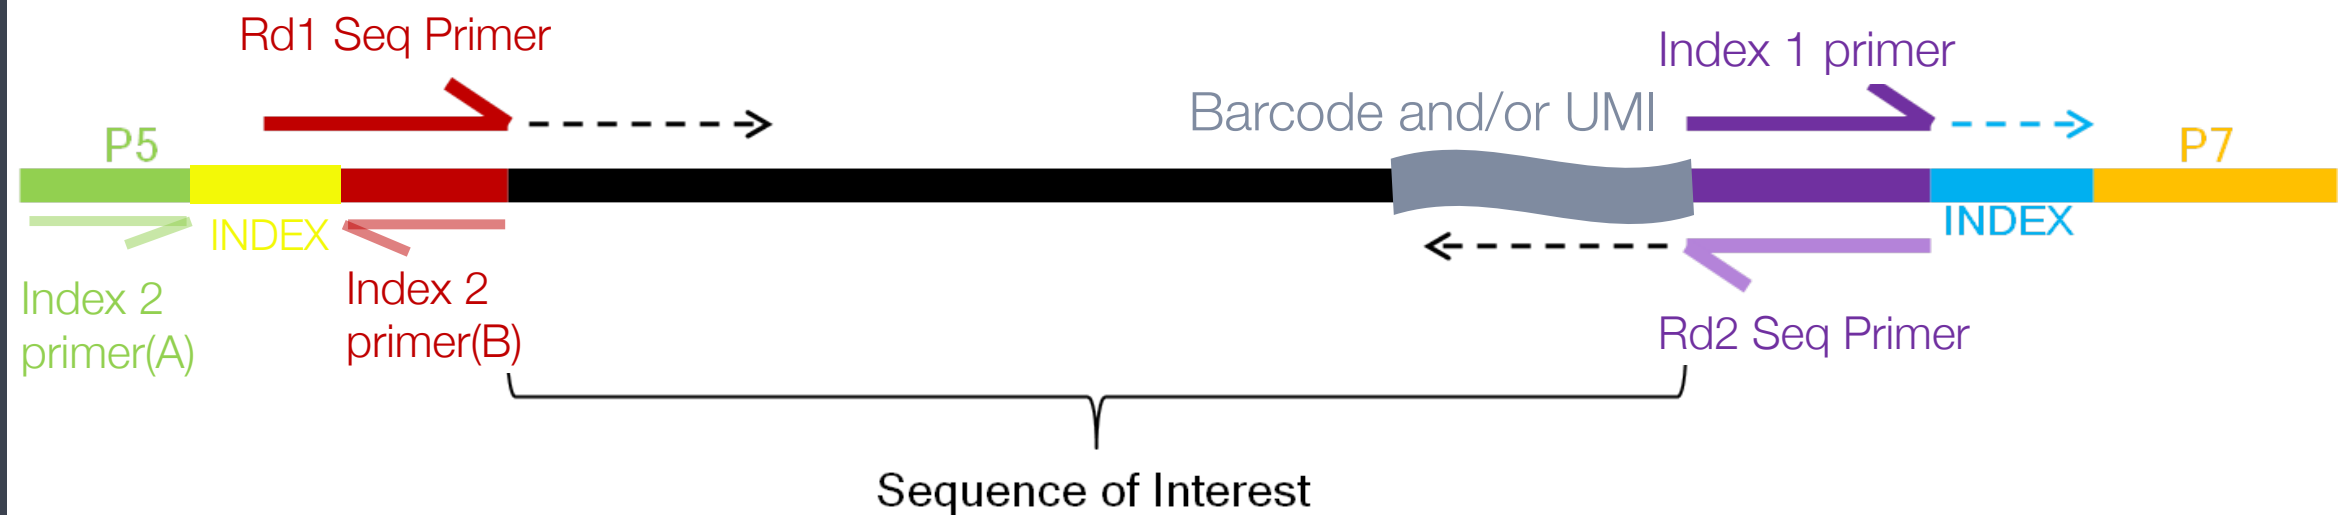 Rd1 Seq Primer
Index 1 primer
Barcode and/or UMI
P5
P7
INDEX
INDEX
Index 2
primer(A)
Index 2
primer(B)
Rd2 Seq Primer
Sequence of Interest